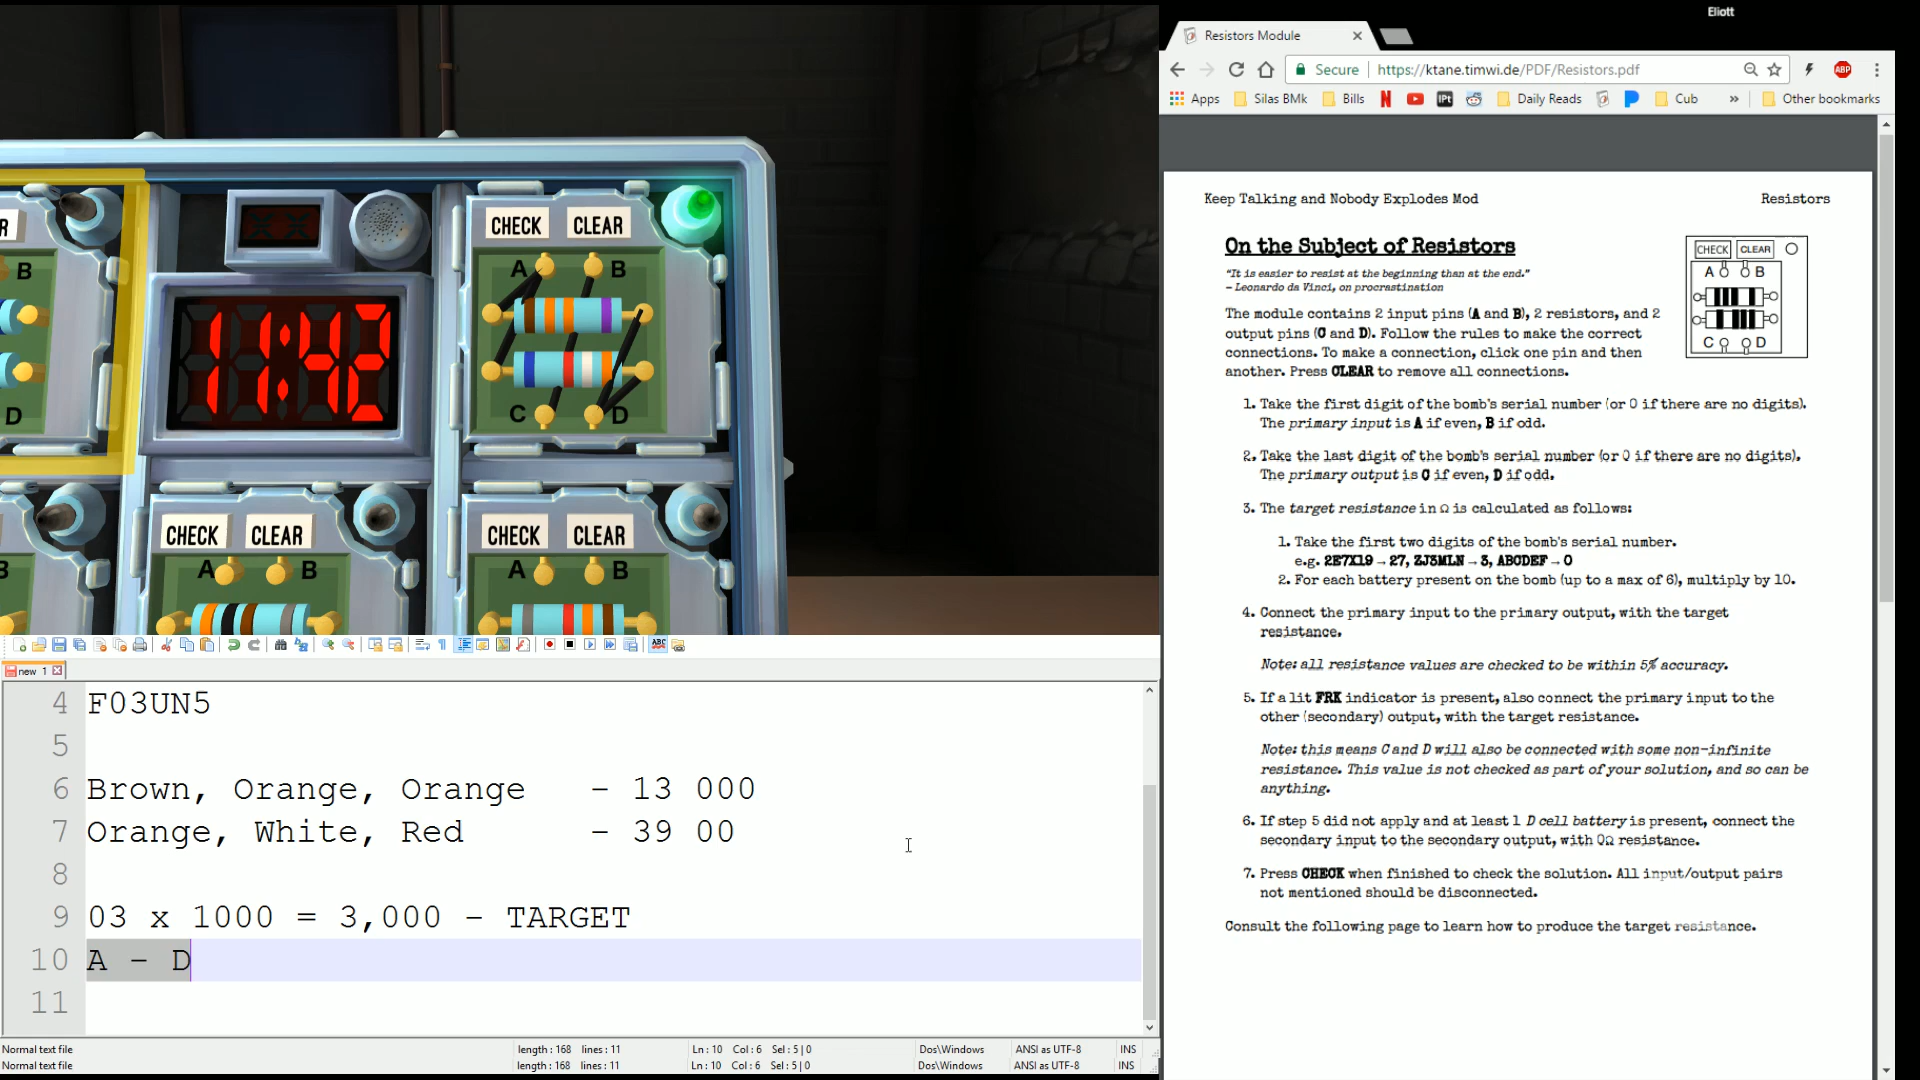 Eliott
Resistors Module
Secure https://ktane.timwi.de/PDF/Resistors.pdf
ABP
Apps Silas BMk Bills N IPt Daily Reads Cub » Other bookmarks
Keep Talking and Nobody Explodes Mod Resistors
On the Subject of Resistors
"It is easier to resist at the beginning than at the end."
– Leonardo da Vinci, on procrastination
The module contains 2 input pins (A and B), 2 resistors, and 2
output pins (C and D). Follow the rules to make the correct
connections. To make a connection, click one pin and then
another. Press CLEAR to remove all connections.
CHECK CLEAR
A B
C D
1. Take the first digit of the bomb's serial number (or 0 if there are no digits).
The primary input is A if even, B if odd.
2. Take the last digit of the bomb's serial number (or 0 if there are no digits).
The primary output is C if even, D if odd.
3. The target resistance in Ω is calculated as follows:
1. Take the first two digits of the bomb's serial number.
e.g. 2E7X19 → 27, ZJ3MLN → 3, ABCDEF → 0
2. For each battery present on the bomb (up to a max of 6), multiply by 10.
4. Connect the primary input to the primary output, with the target
resistance.
Note: all resistance values are checked to be within 5% accuracy.
5. If a lit FRK indicator is present, also connect the primary input to the
other (secondary) output, with the target resistance.
Note: this means C and D will also be connected with some non-infinite
resistance. This value is not checked as part of your solution, and so can be
anything.
6. If step 5 did not apply and at least 1 D cell battery is present, connect the
secondary input to the secondary output, with 0Ω resistance.
7. Press CHECK when finished to check the solution. All input/output pairs
not mentioned should be disconnected.
Consult the following page to learn how to produce the target resistance.
R
B
D
B
CHECK CLEAR
A B
C D
CHECK CLEAR
A B
CHECK CLEAR
A B
ABC
new 1
4 F03UN5
5
6 Brown, Orange, Orange - 13 000
7 Orange, White, Red - 39 00
8
9 03 x 1000 = 3,000 - TARGET
10 A - D
11
Normal text file length : 168 lines : 11 Ln : 10 Col : 6 Sel : 5 | 0 Dos\Windows ANSI as UTF-8 INS
Normal text file length : 168 lines : 11 Ln : 10 Col : 6 Sel : 5 | 0 Dos\Windows ANSI as UTF-8 INS